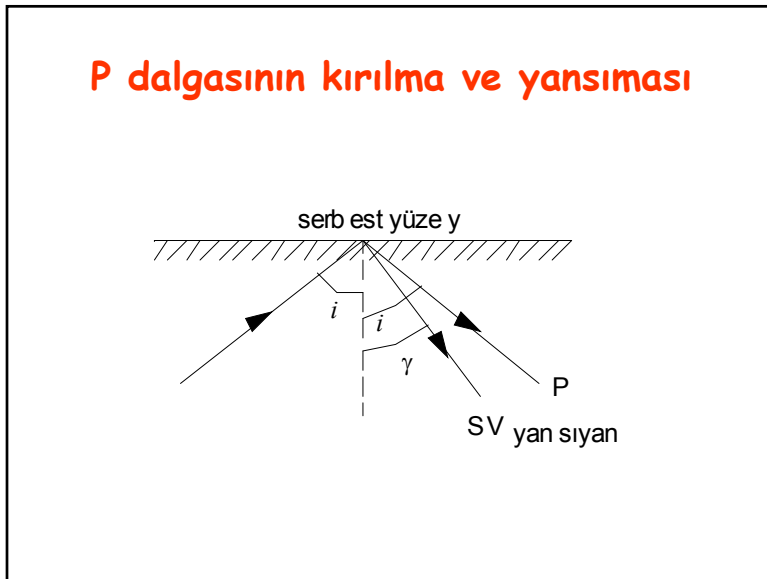 P dalgasının kırılma ve yansıması
serb est yüze y
i
i
γ
P
SV yan sıyan